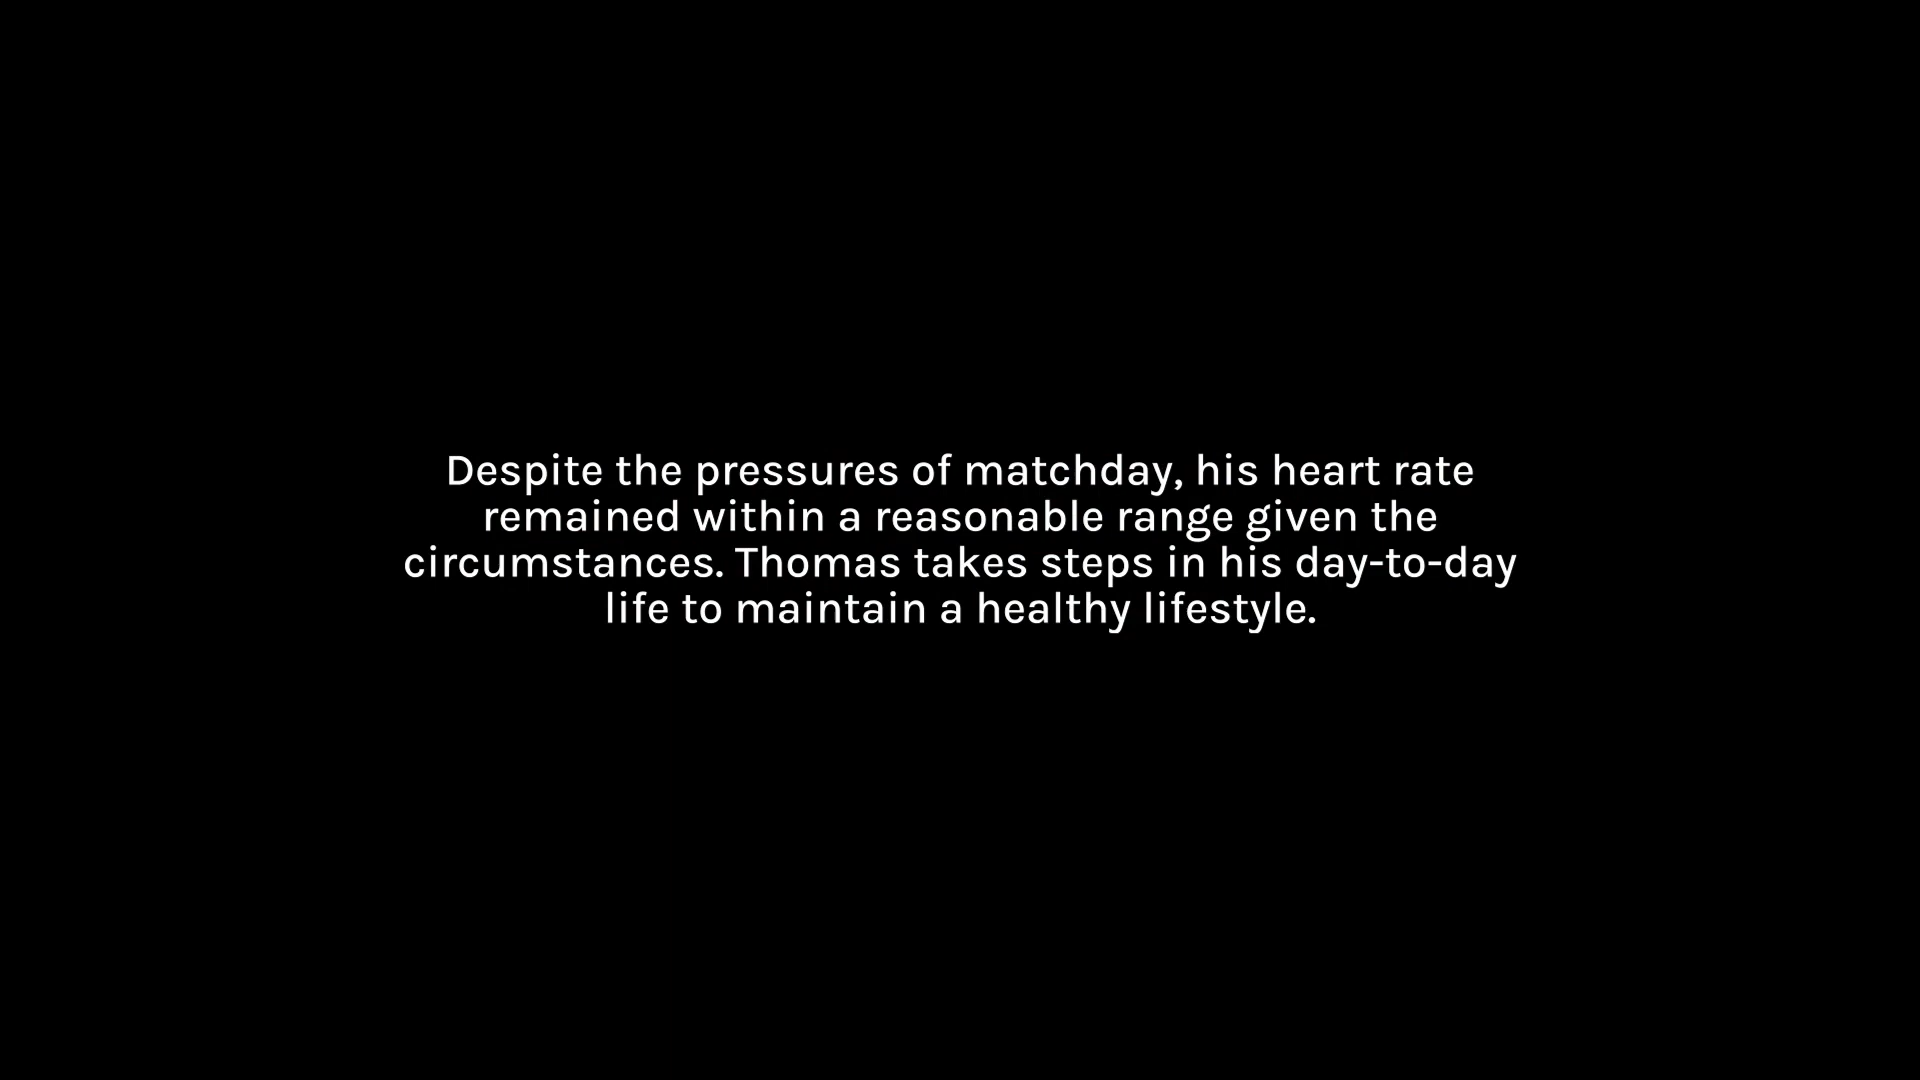 Despite the pressures of matchday, his heart rate
remained within a reasonable range given the
circumstances. Thomas takes steps in his day-to-day
life to maintain a healthy lifestyle.